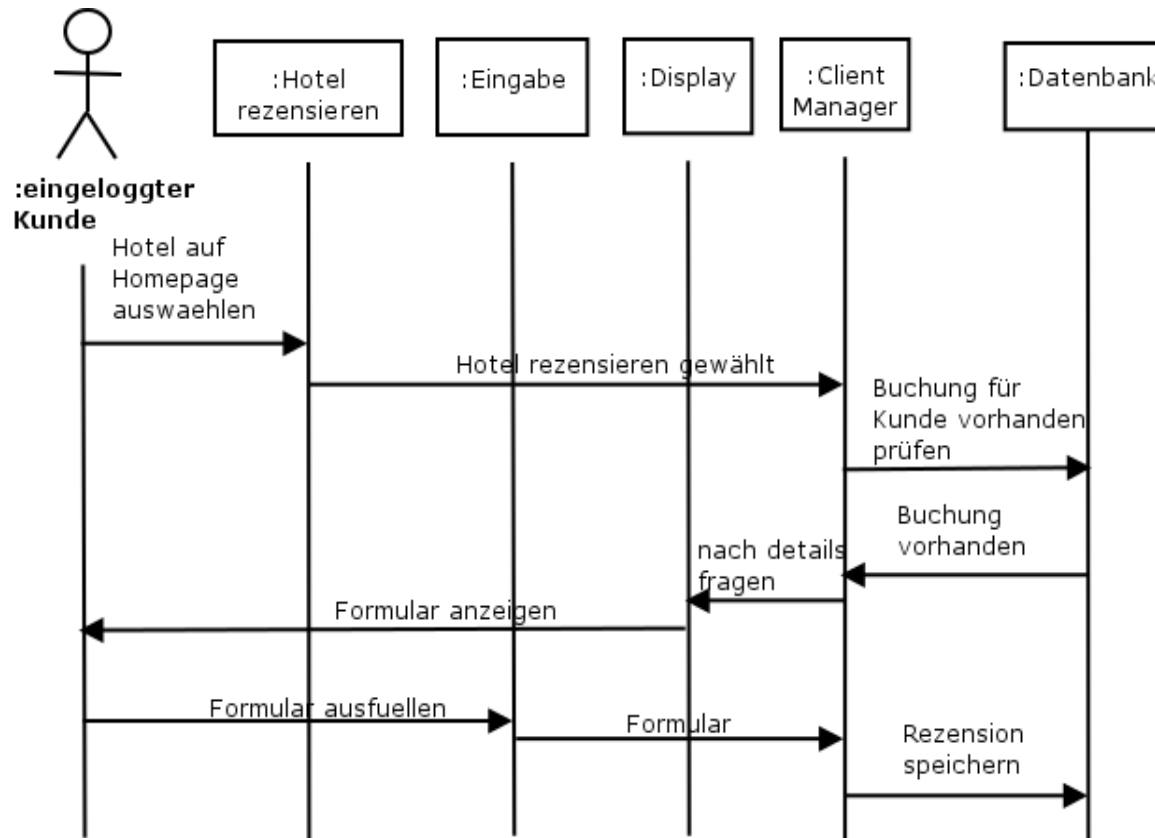 :Hotel
rezensieren
:Eingabe
:Display
:Client
Manager
:Datenbank
:eingeloggter
Kunde
Hotel auf
Homepage
auswaehlen
Hotel rezensieren gewählt
Buchung für
Kunde vorhanden
prüfen
Buchung
vorhanden
nach details
fragen
Formular anzeigen
Formular ausfuellen
Formular
Rezension
speichern